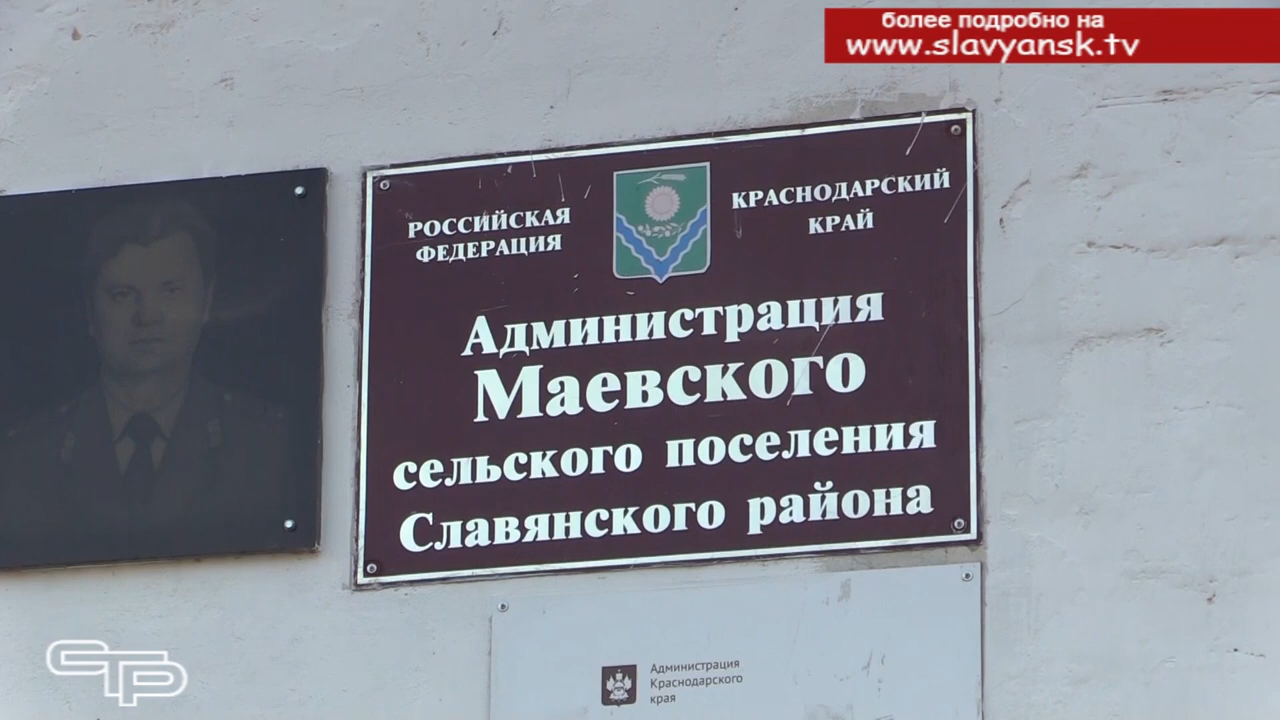 более подробно на
www.slavyansk.tv
РОССИЙСКАЯ
ФЕДЕРАЦИЯ
КРАСНОДАРСКИЙ
КРАЙ
Администрация
Маевского
сельского поселения
Славянского района
Администрация
Краснодарского
края
СТР